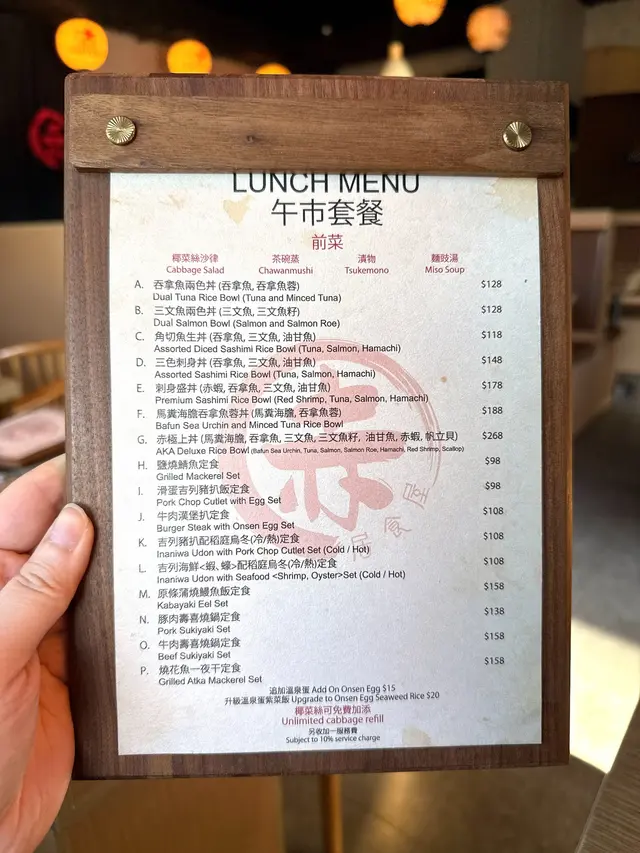 LUNCH MENU
午市套餐
前菜
椰菜絲沙律 茶碗蒸 漬物 麵豉湯
Cabbage Salad Chawanmushi Tsukemono Miso Soup
A. 吞拿魚兩色丼 (吞拿魚, 吞拿魚蓉) $128
Dual Tuna Rice Bowl (Tuna and Minced Tuna)
B. 三文魚兩色丼 (三文魚, 三文魚籽) $128
Dual Salmon Bowl (Salmon and Salmon Roe)
C. 角切魚生丼 (吞拿魚, 三文魚, 油甘魚) $118
Assorted Diced Sashimi Rice Bowl (Tuna, Salmon, Hamachi)
D. 三色刺身丼 (吞拿魚, 三文魚, 油甘魚) $148
Assorted Sashimi Rice Bowl (Tuna, Salmon, Hamachi)
E. 刺身盛丼 (赤蝦, 吞拿魚, 三文魚, 油甘魚) $178
Premium Sashimi Rice Bowl (Red Shrimp, Tuna, Salmon, Hamachi)
F. 馬糞海膽吞拿魚蓉丼 (馬糞海膽, 吞拿魚蓉) $188
Bafun Sea Urchin and Minced Tuna Rice Bowl
G. 赤極上丼 (馬糞海膽, 吞拿魚, 三文魚, 三文魚籽, 油甘魚, 赤蝦, 帆立貝) $268
AKA Deluxe Rice Bowl (Bafun Sea Urchin, Tuna, Salmon, Salmon Roe, Hamachi, Red Shrimp, Scallop)
H. 鹽燒鯖魚定食 $98
Grilled Mackerel Set
I. 滑蛋吉列豬扒飯定食 $98
Pork Chop Cutlet with Egg Set
J. 牛肉漢堡扒定食 $108
Burger Steak with Onsen Egg Set
K. 吉列豬扒配稻庭烏冬(冷/熱)定食 $108
Inaniwa Udon with Pork Chop Cutlet Set (Cold / Hot)
L. 吉列海鮮<蝦, 蠔>配稻庭烏冬(冷/熱)定食 $108
Inaniwa Udon with Seafood <Shrimp, Oyster>Set (Cold / Hot)
M. 原條蒲燒鰻魚飯定食 $158
Kabayaki Eel Set
N. 豚肉壽喜燒鍋定食 $138
Pork Sukiyaki Set
O. 牛肉壽喜燒鍋定食 $158
Beef Sukiyaki Set
P. 燒花魚一夜干定食 $158
Grilled Atka Mackerel Set
追加溫泉蛋 Add On Onsen Egg $15
升級溫泉蛋紫菜飯 Upgrade to Onsen Egg Seaweed Rice $20
椰菜絲可免費加添
Unlimited cabbage refill
另收加一服務費
Subject to 10% service charge
赤
居食屋